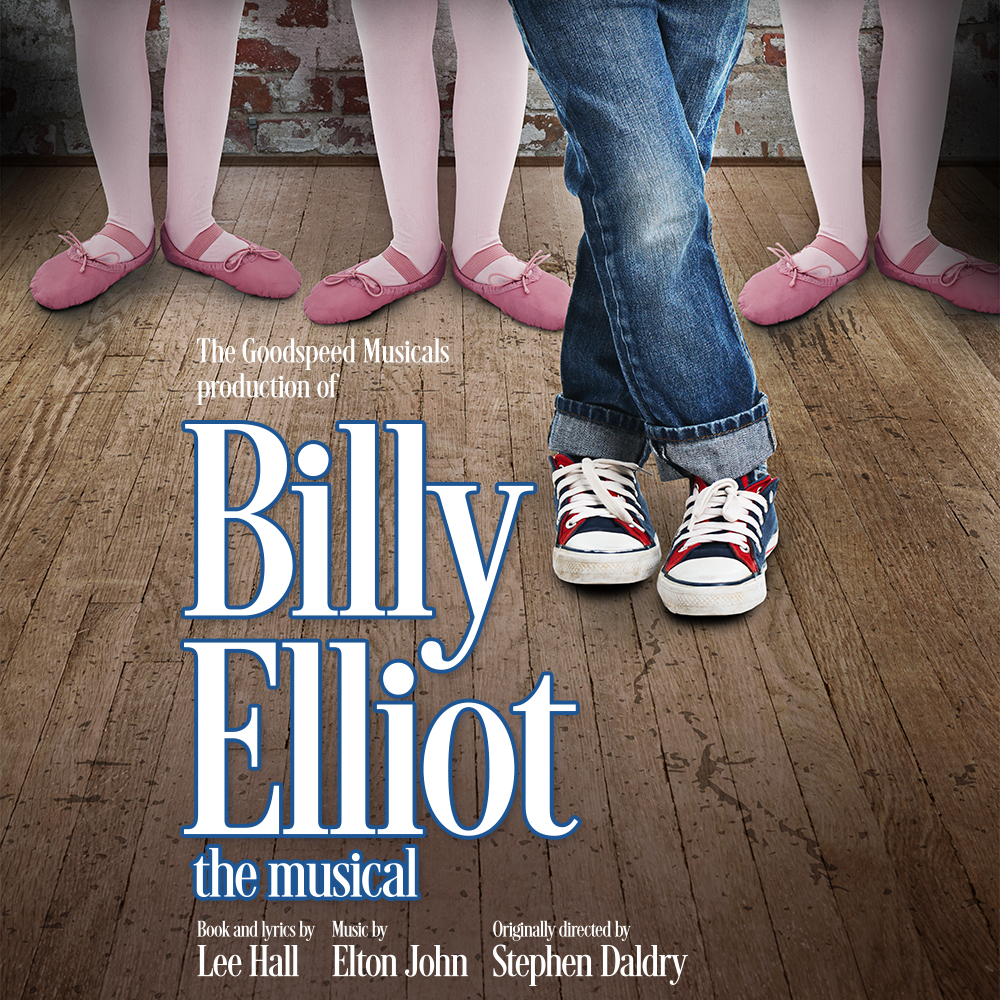 The Goodspeed Musicals
production of
Billy
Elliot
the musical
Book and lyrics by
Lee Hall
Music by
Elton John
Originally directed by
Stephen Daldry